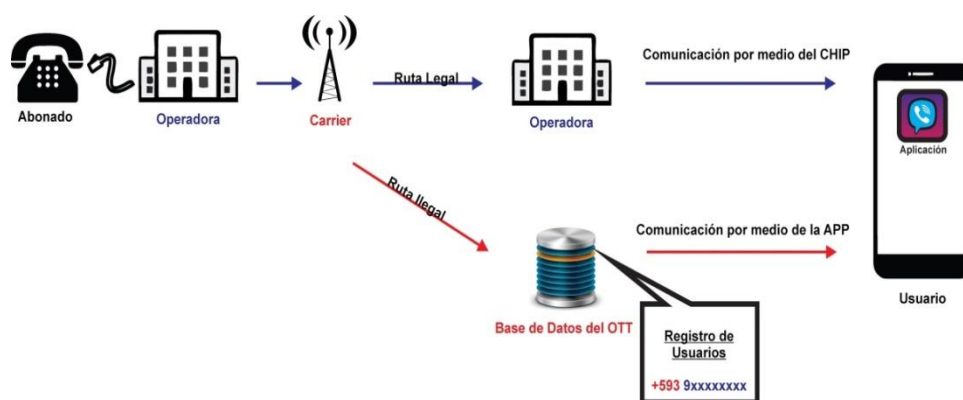 Abonado
Operadora
Carrier
Ruta Legal
Operadora
Comunicación por medio del CHIP
Aplicación
Ruta Ilegal
Base de Datos del OTT
Comunicación por medio de la APP
Usuario
Registro de
Usuarios
+593 9xxxxxxxx